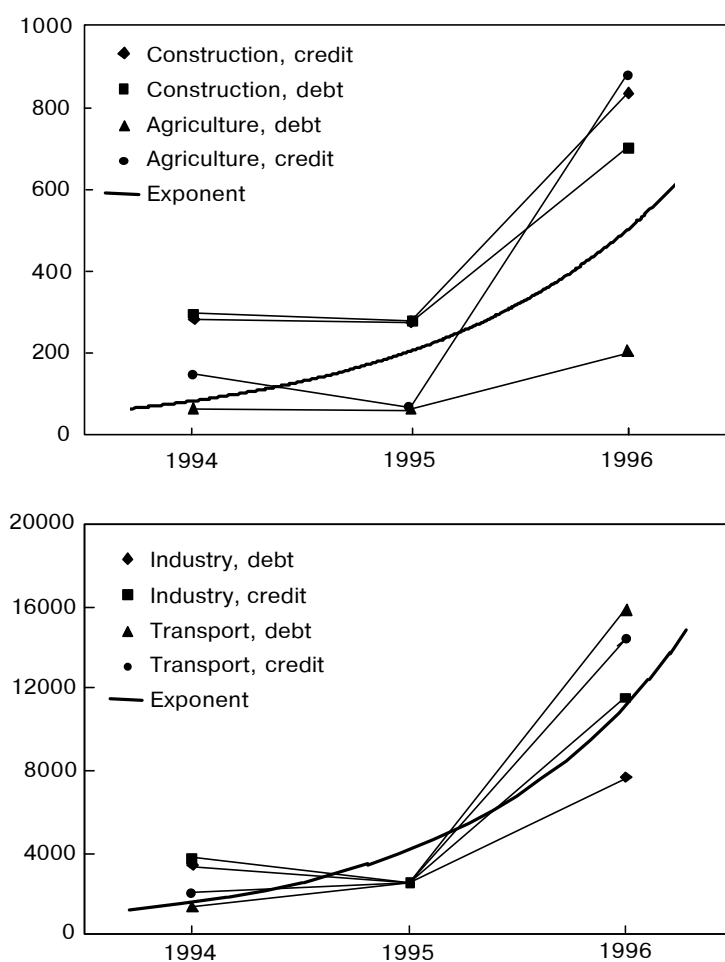 1000
Construction, credit
Construction, debt
800
Agriculture, debt
Agriculture, credit
600
Exponent
400
200
0
1994 1995 1996
20000
Industry, debt
Industry, credit
16000
Transport, debt
Transport, credit
12000
Exponent
8000
4000
0
1994 1995 1996